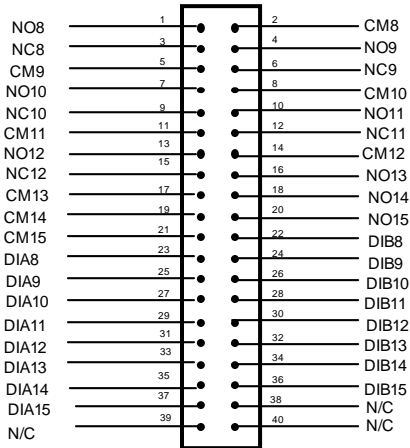 NO8 1 2 CM8
NC8 3 4 NO9
CM9 5 6 NC9
NO10 7 8 CM10
NC10 9 10 NO11
CM11 11 12 NC11
NO12 13 14 CM12
NC12 15 16 NO13
CM13 17 18 NO14
CM14 19 20 NO15
CM15 21 22 DIB8
DIA8 23 24 DIB9
DIA9 25 26 DIB10
DIA10 27 28 DIB11
DIA11 29 30 DIB12
DIA12 31 32 DIB13
DIA13 33 34 DIB14
DIA14 35 36 DIB15
DIA15 37 38 N/C
N/C 39 40 N/C